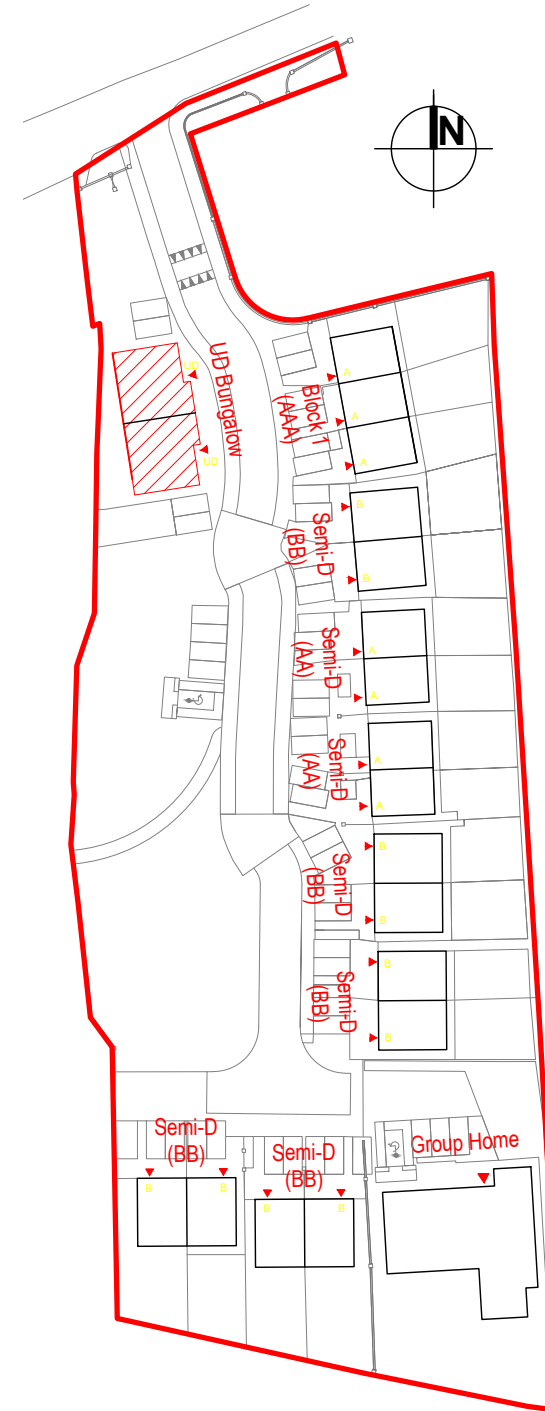 N
UD
UD Bungalow
UD
A
Block 1
(AAA)
A
A
B
Semi-D
(BB)
B
Semi-D
(AA)
A
A
Semi-D
(AA)
A
A
B
Semi-D
(BB)
B
B
Semi-D
(BB)
B
Semi-D
(BB)
B
B
Semi-D
(BB)
B
B
Group Home